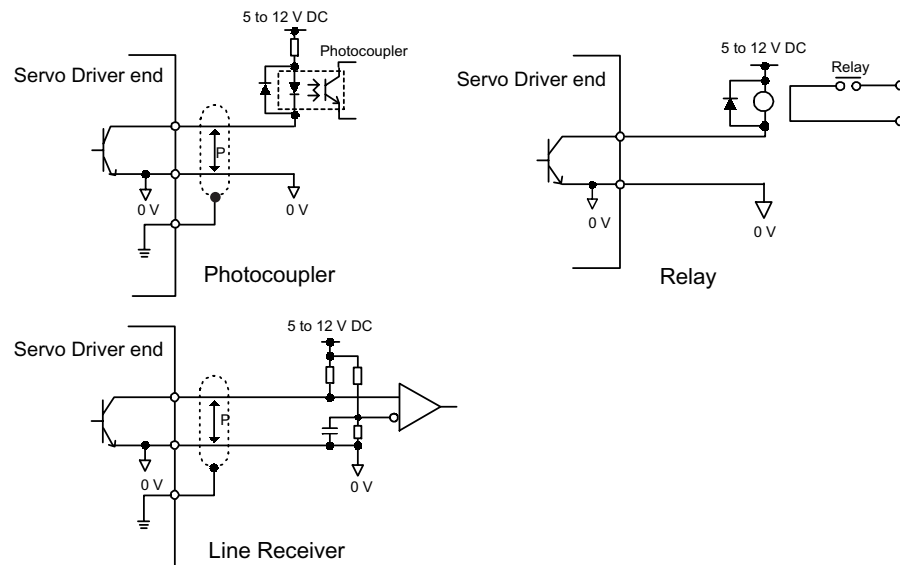 5 to 12 V DC
Photocoupler
Servo Driver end
P
0 V
0 V
Photocoupler
5 to 12 V DC
Relay
Servo Driver end
0 V
0 V
Relay
5 to 12 V DC
Servo Driver end
P
0 V
0 V
Line Receiver